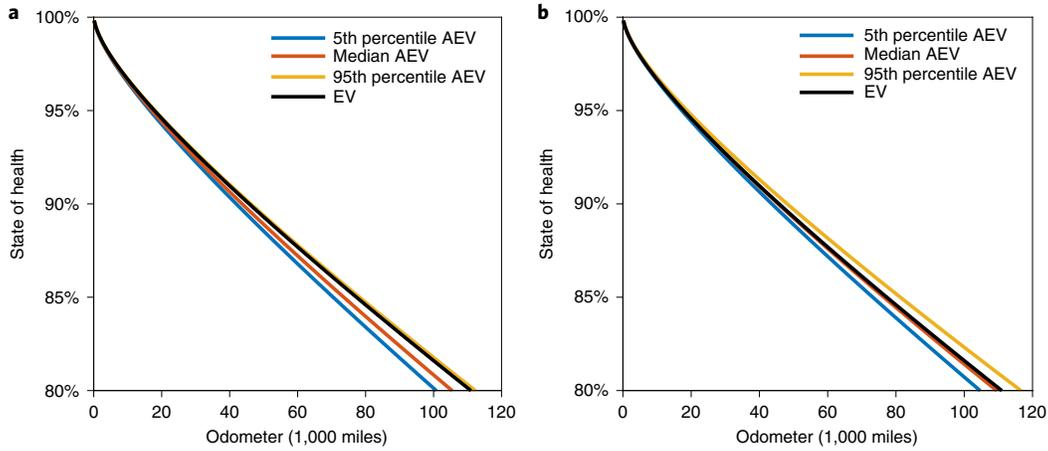 a
100%
95%
90%
85%
80%
State of health
5th percentile AEV
Median AEV
95th percentile AEV
EV
0 20 40 60 80 100 120
Odometer (1,000 miles)
b
100%
95%
90%
85%
80%
State of health
5th percentile AEV
Median AEV
95th percentile AEV
EV
0 20 40 60 80 100 120
Odometer (1,000 miles)